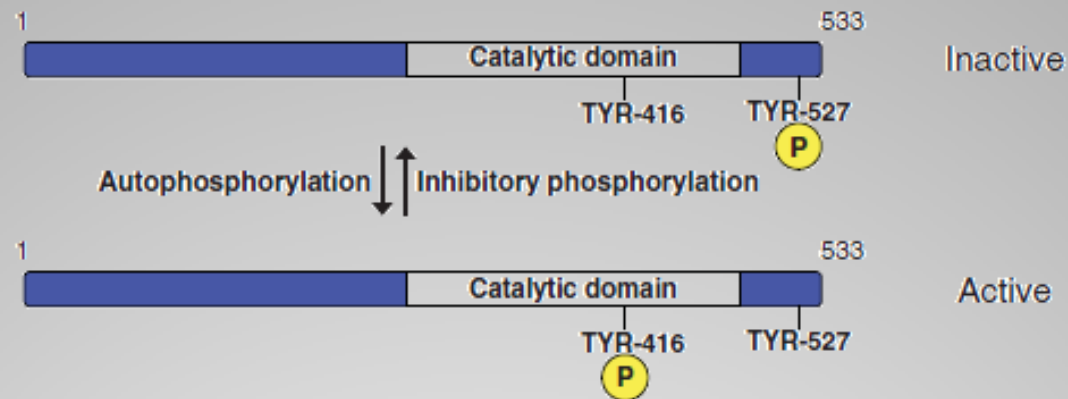 1 533
Catalytic domain Inactive
TYR-416 TYR-527
P
Autophosphorylation Inhibitory phosphorylation
1 533
Catalytic domain Active
TYR-416 TYR-527
P